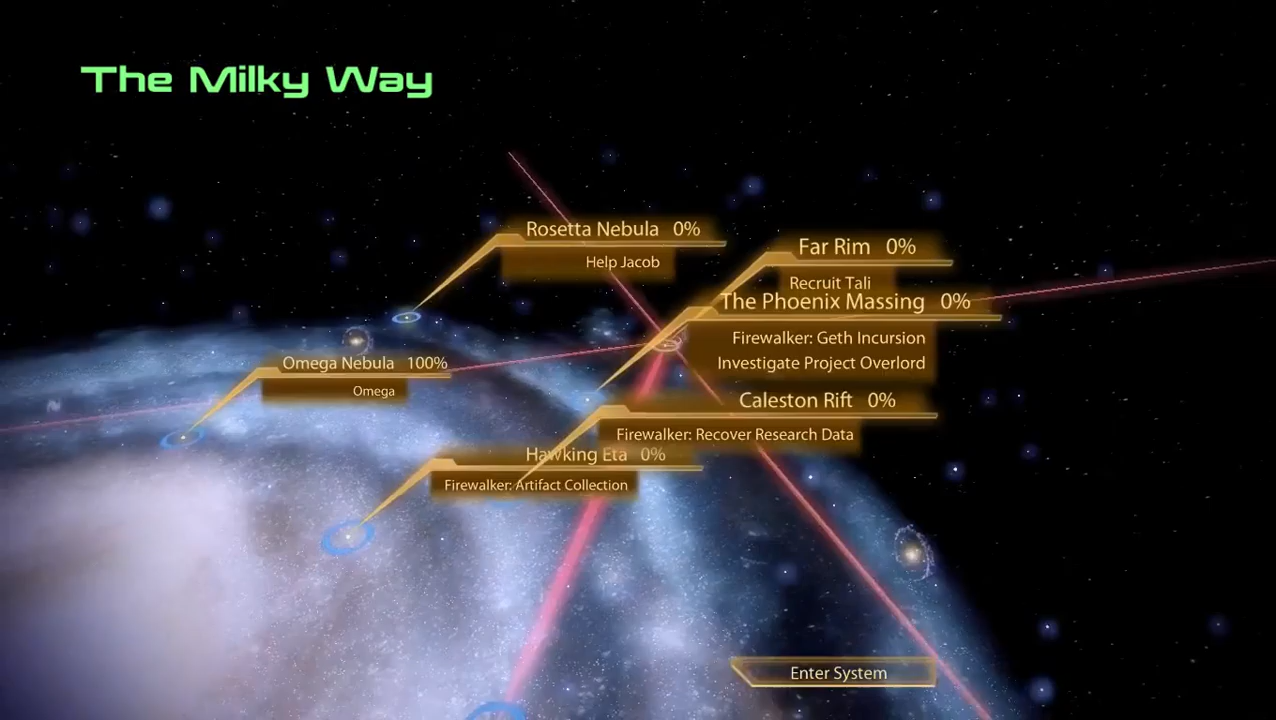 The Milky Way
Rosetta Nebula 0%
Help Jacob
Far Rim 0%
Recruit Tali
The Phoenix Massing 0%
Firewalker: Geth Incursion
Investigate Project Overlord
Omega Nebula 100%
Omega
Caleston Rift 0%
Firewalker: Recover Research Data
Hawking Eta 0%
Firewalker: Artifact Collection
Enter System